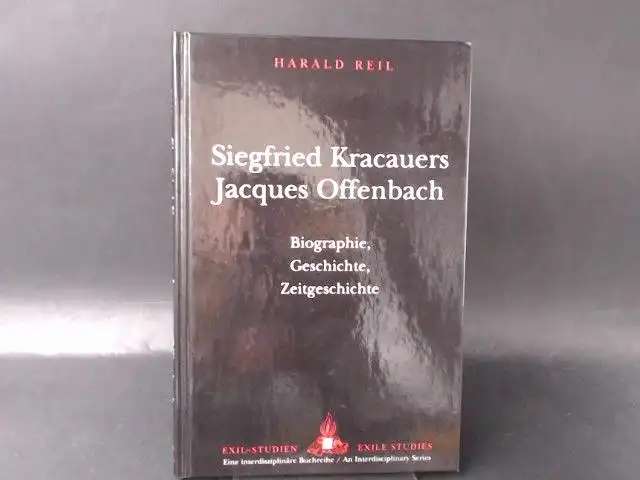 HARALD REIL
Siegfried Kracauers
Jacques Offenbach
Biographie,
Geschichte,
Zeitgeschichte
EXIL-STUDIEN EXILE STUDIES
Eine interdisziplinäre Buchreihe / An Interdisciplinary Series